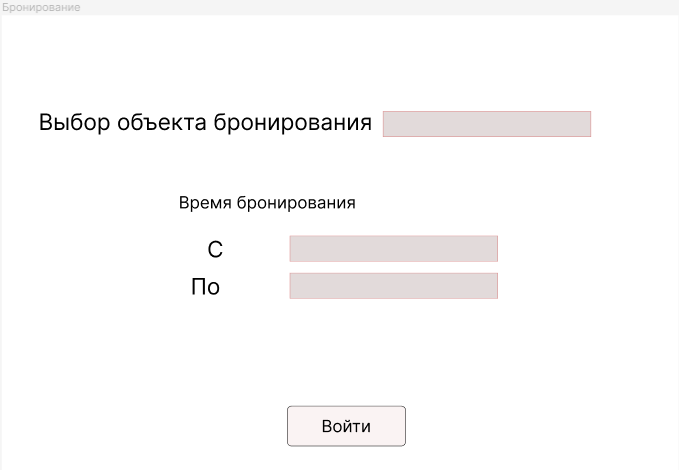 Бронирование
Выбор объекта бронирования
Время бронирования
С
По
Войти